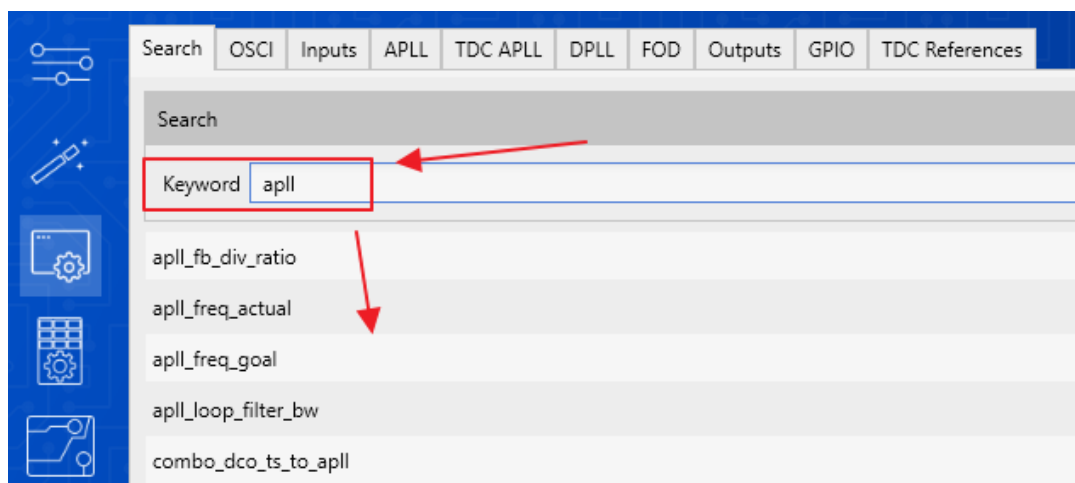 Search OSCI Inputs APLL TDC APLL DPLL FOD Outputs GPIO TDC References
Search
Keyword apll
apll_fb_div_ratio
apll_freq_actual
apll_freq_goal
apll_loop_filter_bw
combo_dco_ts_to_apll